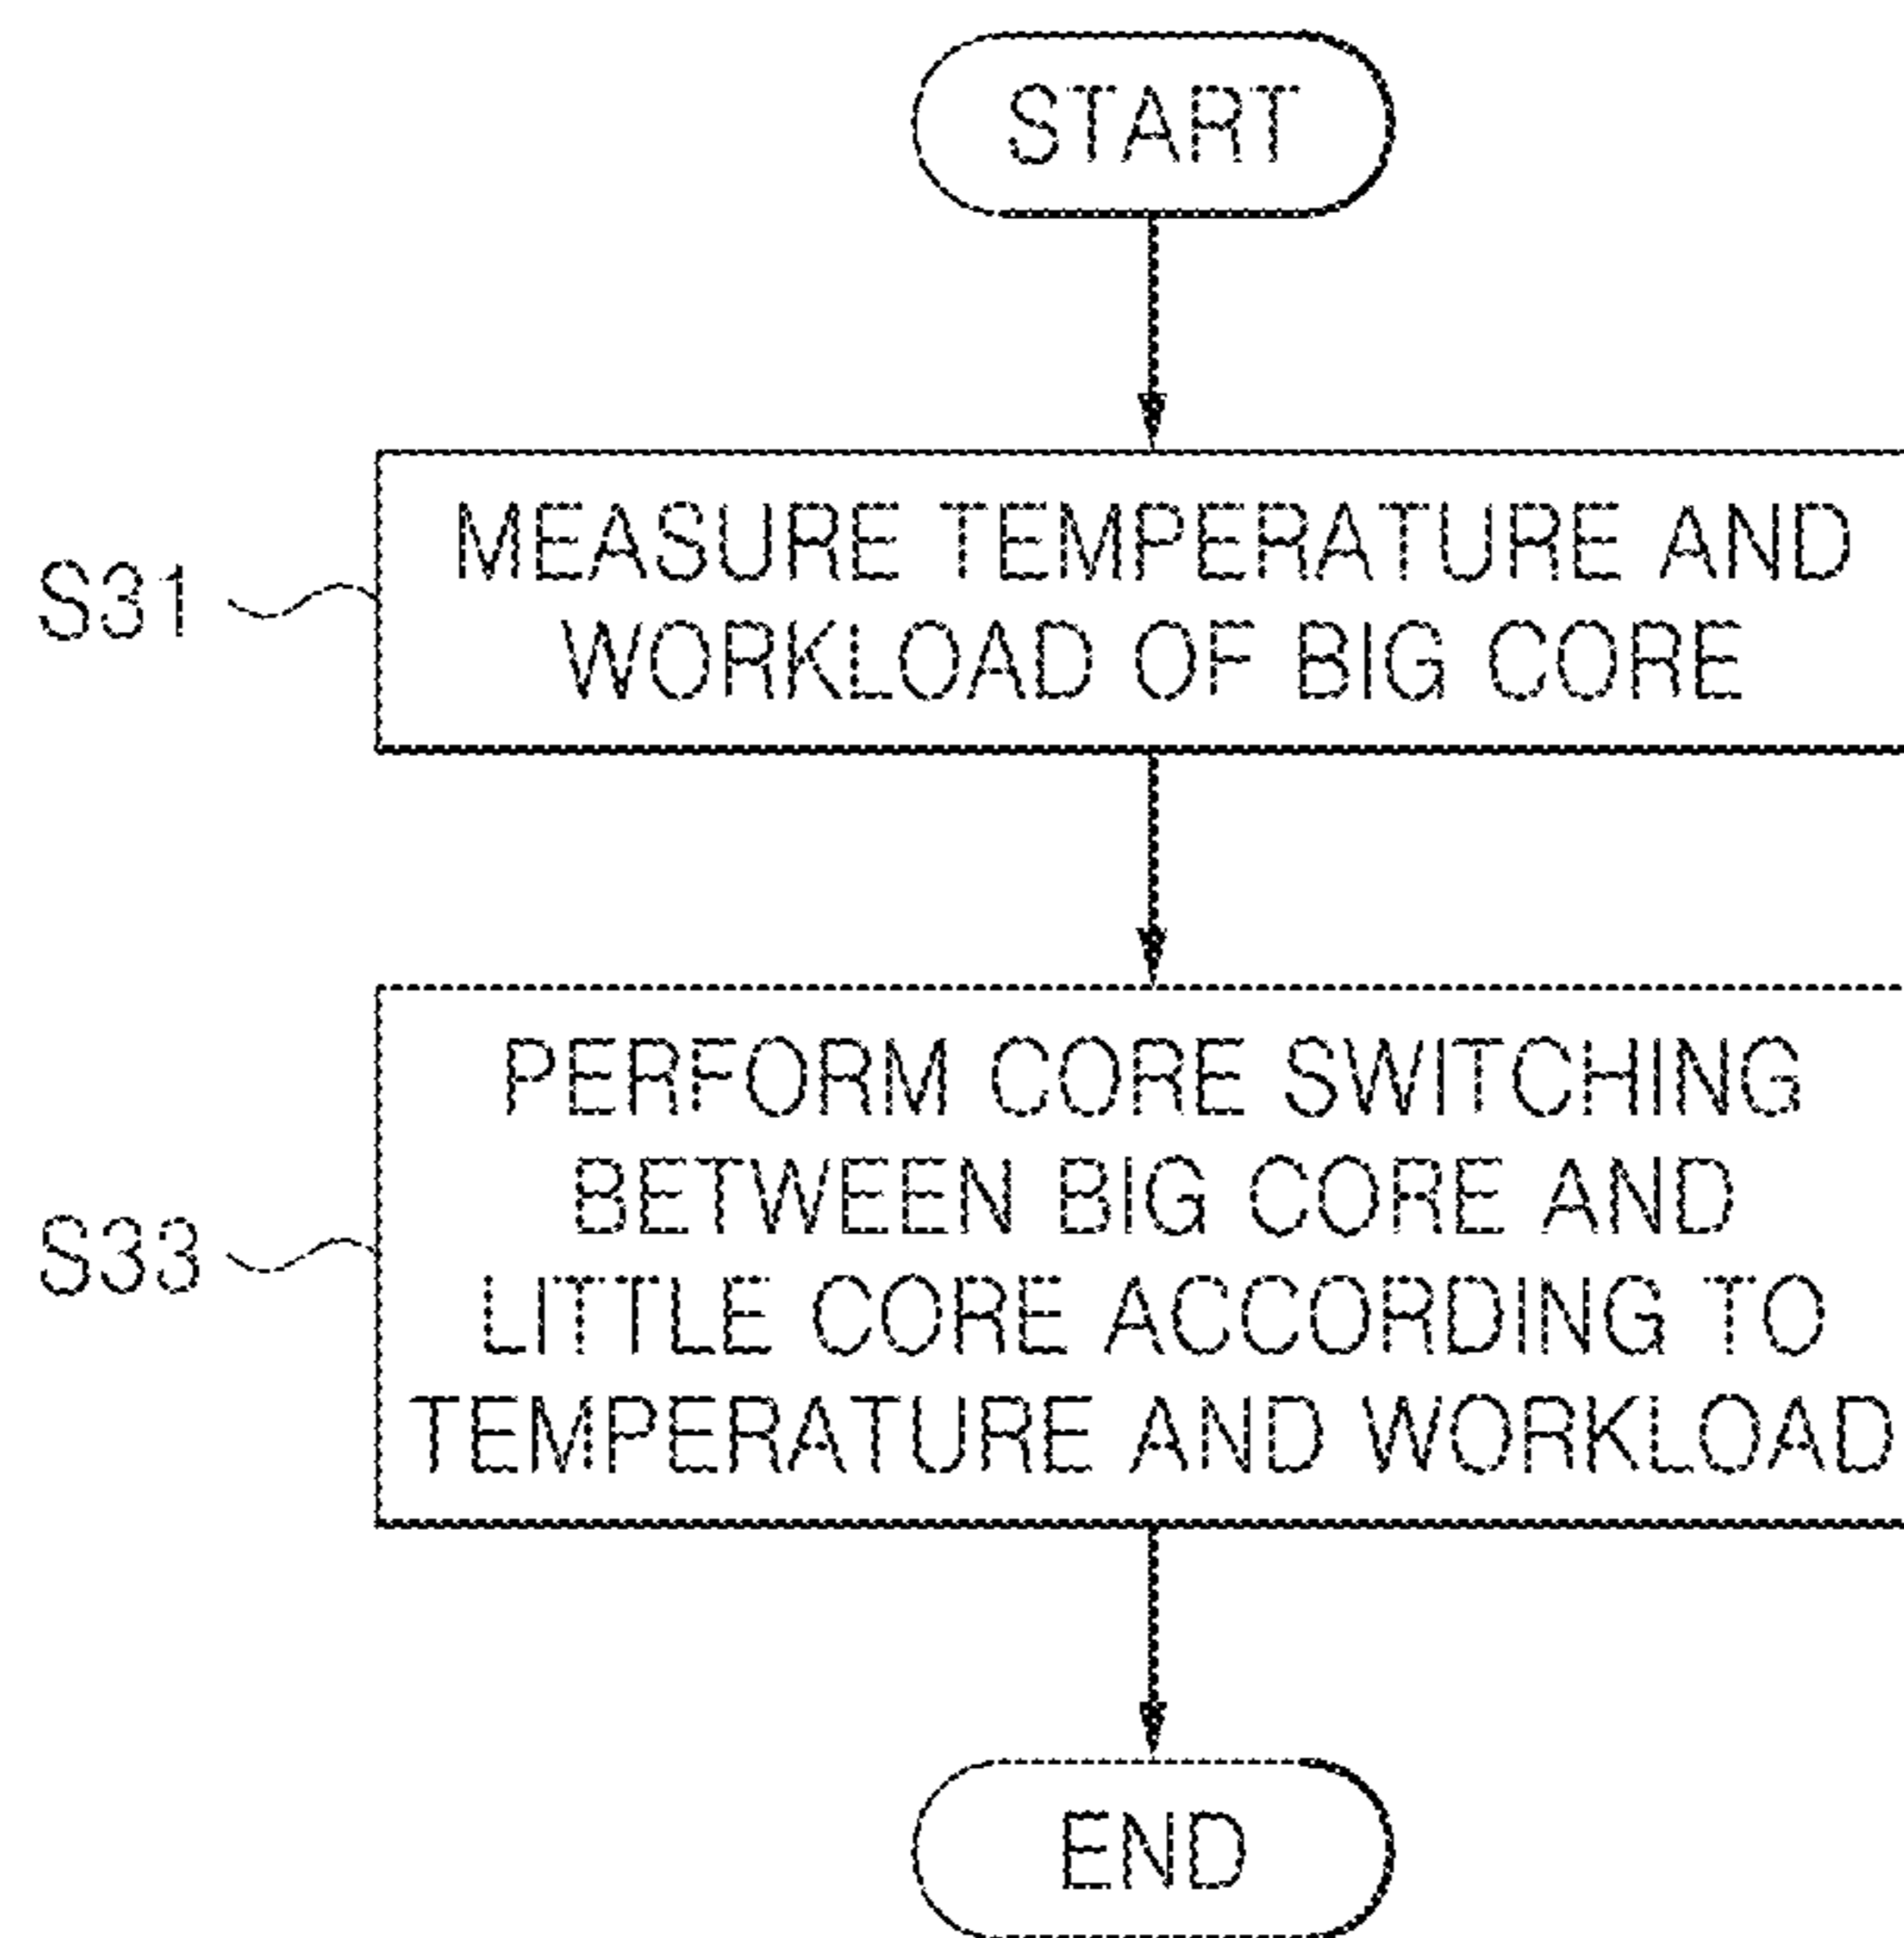 START
S31
MEASURE TEMPERATURE AND
WORKLOAD OF BIG CORE
S33
PERFORM CORE SWITCHING
BETWEEN BIG CORE AND
LITTLE CORE ACCORDING TO
TEMPERATURE AND WORKLOAD
END